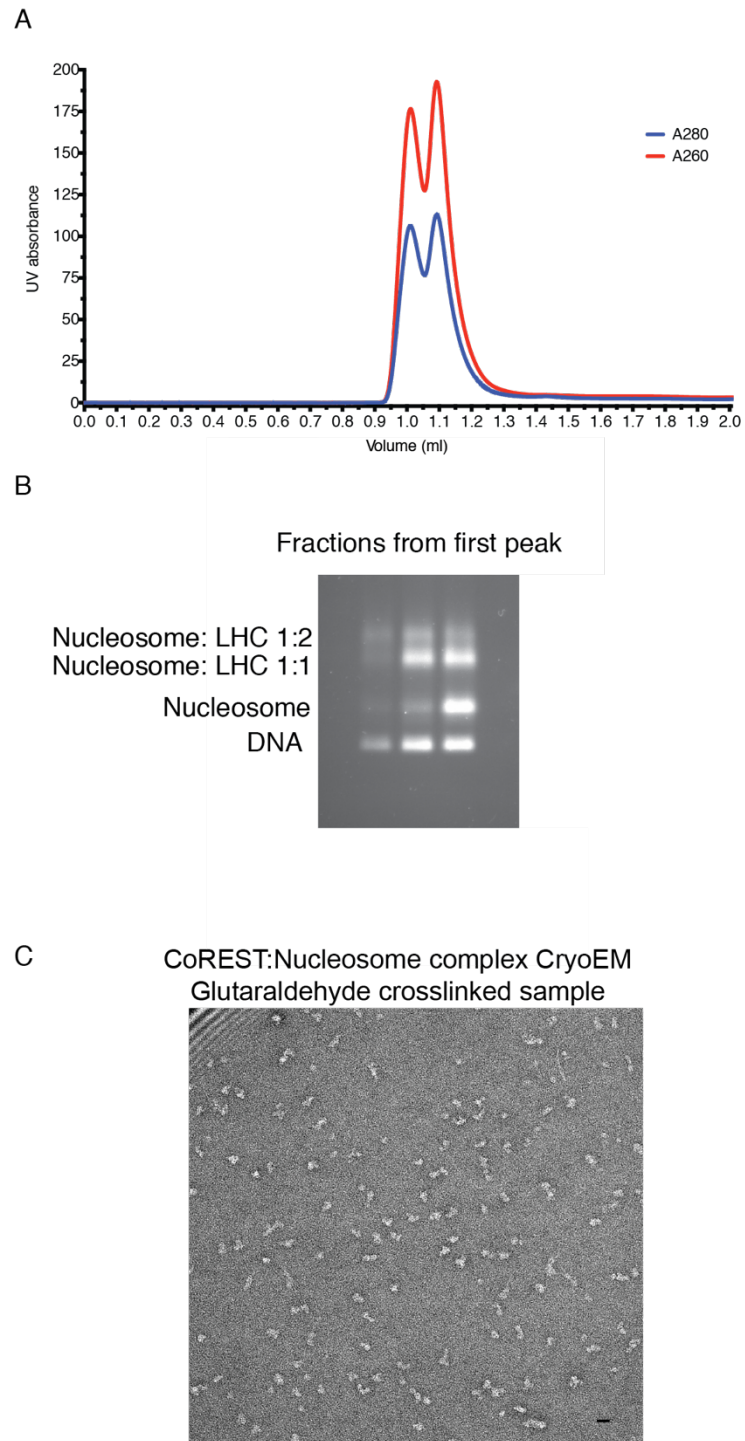 A
200
175
150
125
100
75
50
25
0
UV absorbance
A280
A260
0.0 0.1 0.2 0.3 0.4 0.5 0.6 0.7 0.8 0.9 1.0 1.1 1.2 1.3 1.4 1.5 1.6 1.7 1.8 1.9 2.0
Volume (ml)
B
Fractions from first peak
Nucleosome: LHC 1:2
Nucleosome: LHC 1:1
Nucleosome
DNA
C
CoREST:Nucleosome complex CryoEM
Glutaraldehyde crosslinked sample